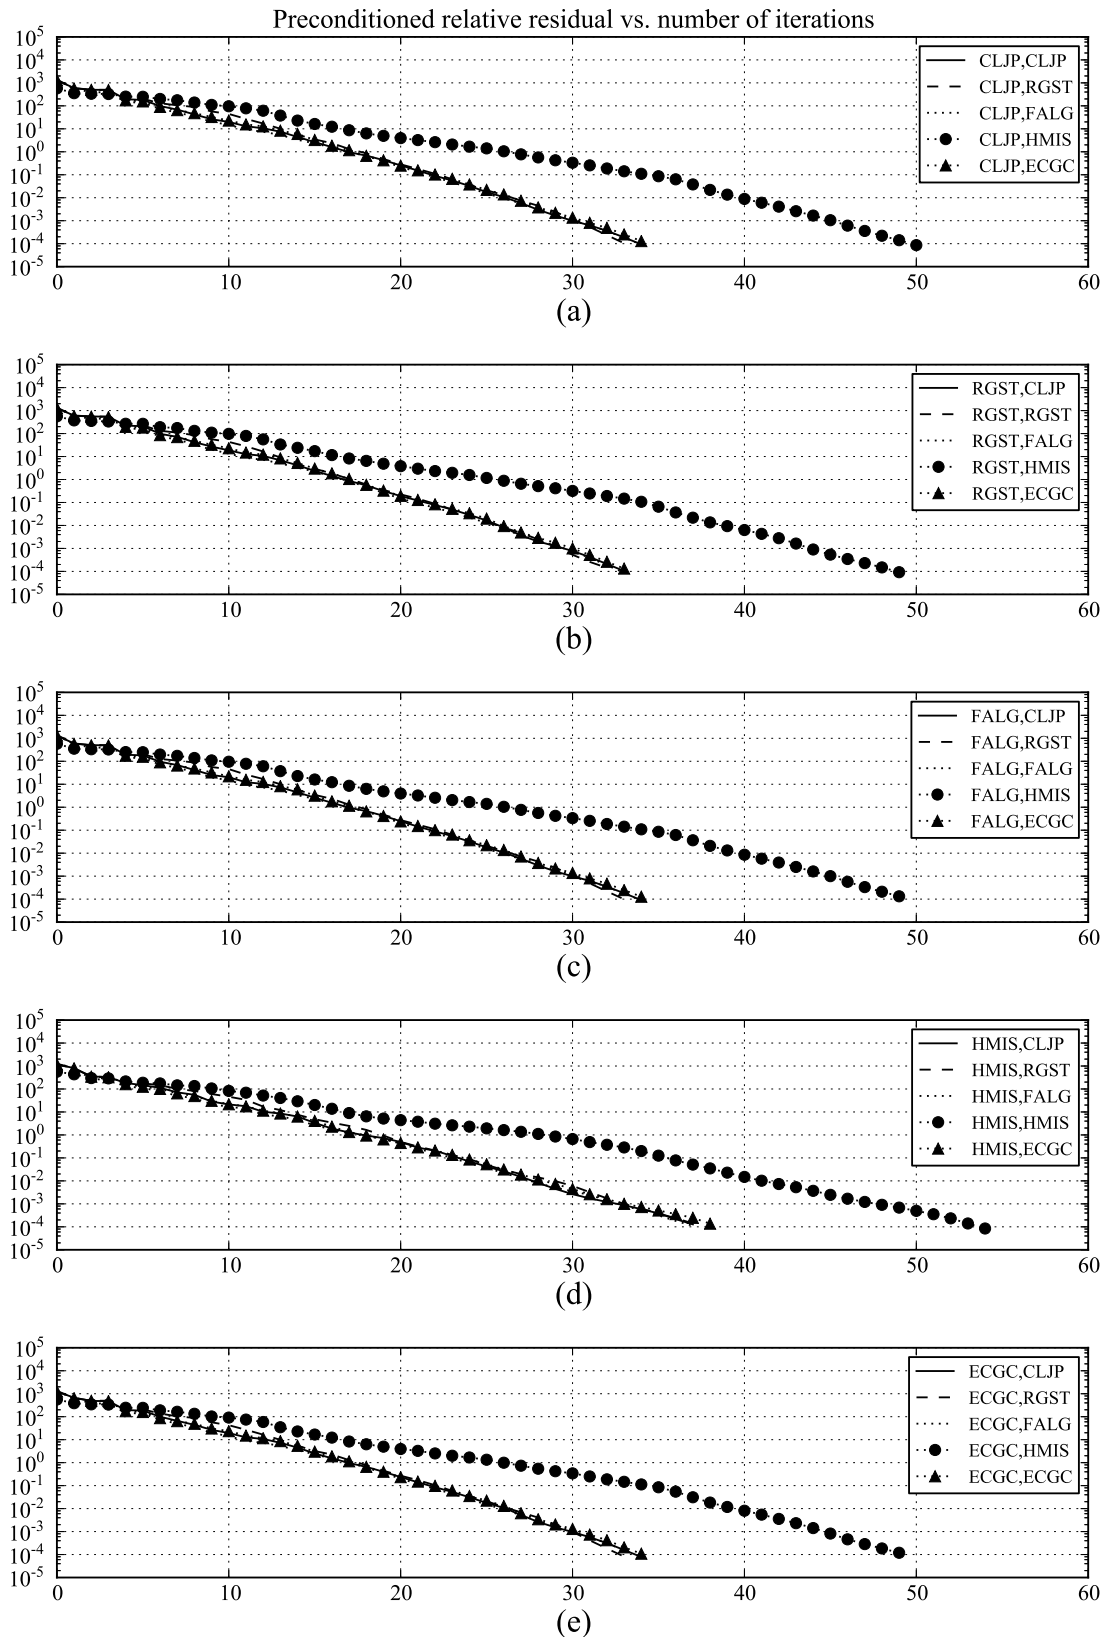 Preconditioned relative residual vs. number of iterations
10^5
10^4
10^3
10^2
10^1
10^0
10^-1
10^-2
10^-3
10^-4
10^-5
CLJP,CLJP
CLJP,RGST
CLJP,FALG
CLJP,HMIS
CLJP,ECGC
0 10 20 30 40 50 60
(a)
10^5
10^4
10^3
10^2
10^1
10^0
10^-1
10^-2
10^-3
10^-4
10^-5
RGST,CLJP
RGST,RGST
RGST,FALG
RGST,HMIS
RGST,ECGC
0 10 20 30 40 50 60
(b)
10^5
10^4
10^3
10^2
10^1
10^0
10^-1
10^-2
10^-3
10^-4
10^-5
FALG,CLJP
FALG,RGST
FALG,FALG
FALG,HMIS
FALG,ECGC
0 10 20 30 40 50 60
(c)
10^5
10^4
10^3
10^2
10^1
10^0
10^-1
10^-2
10^-3
10^-4
10^-5
HMIS,CLJP
HMIS,RGST
HMIS,FALG
HMIS,HMIS
HMIS,ECGC
0 10 20 30 40 50 60
(d)
10^5
10^4
10^3
10^2
10^1
10^0
10^-1
10^-2
10^-3
10^-4
10^-5
ECGC,CLJP
ECGC,RGST
ECGC,FALG
ECGC,HMIS
ECGC,ECGC
0 10 20 30 40 50 60
(e)